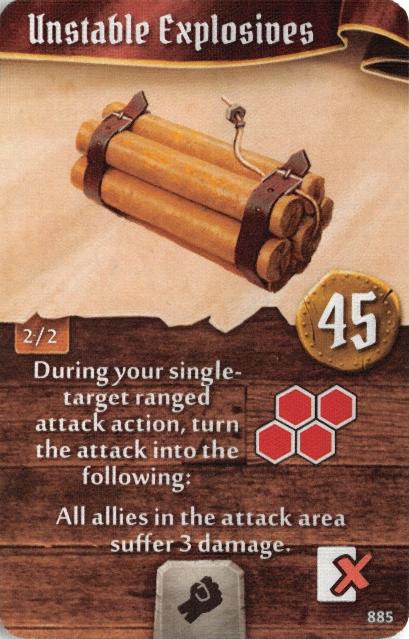 Unstable Explosives
45
2/2
During your single-
target ranged
attack action, turn
the attack into the
following:
All allies in the attack area
suffer 3 damage.
885